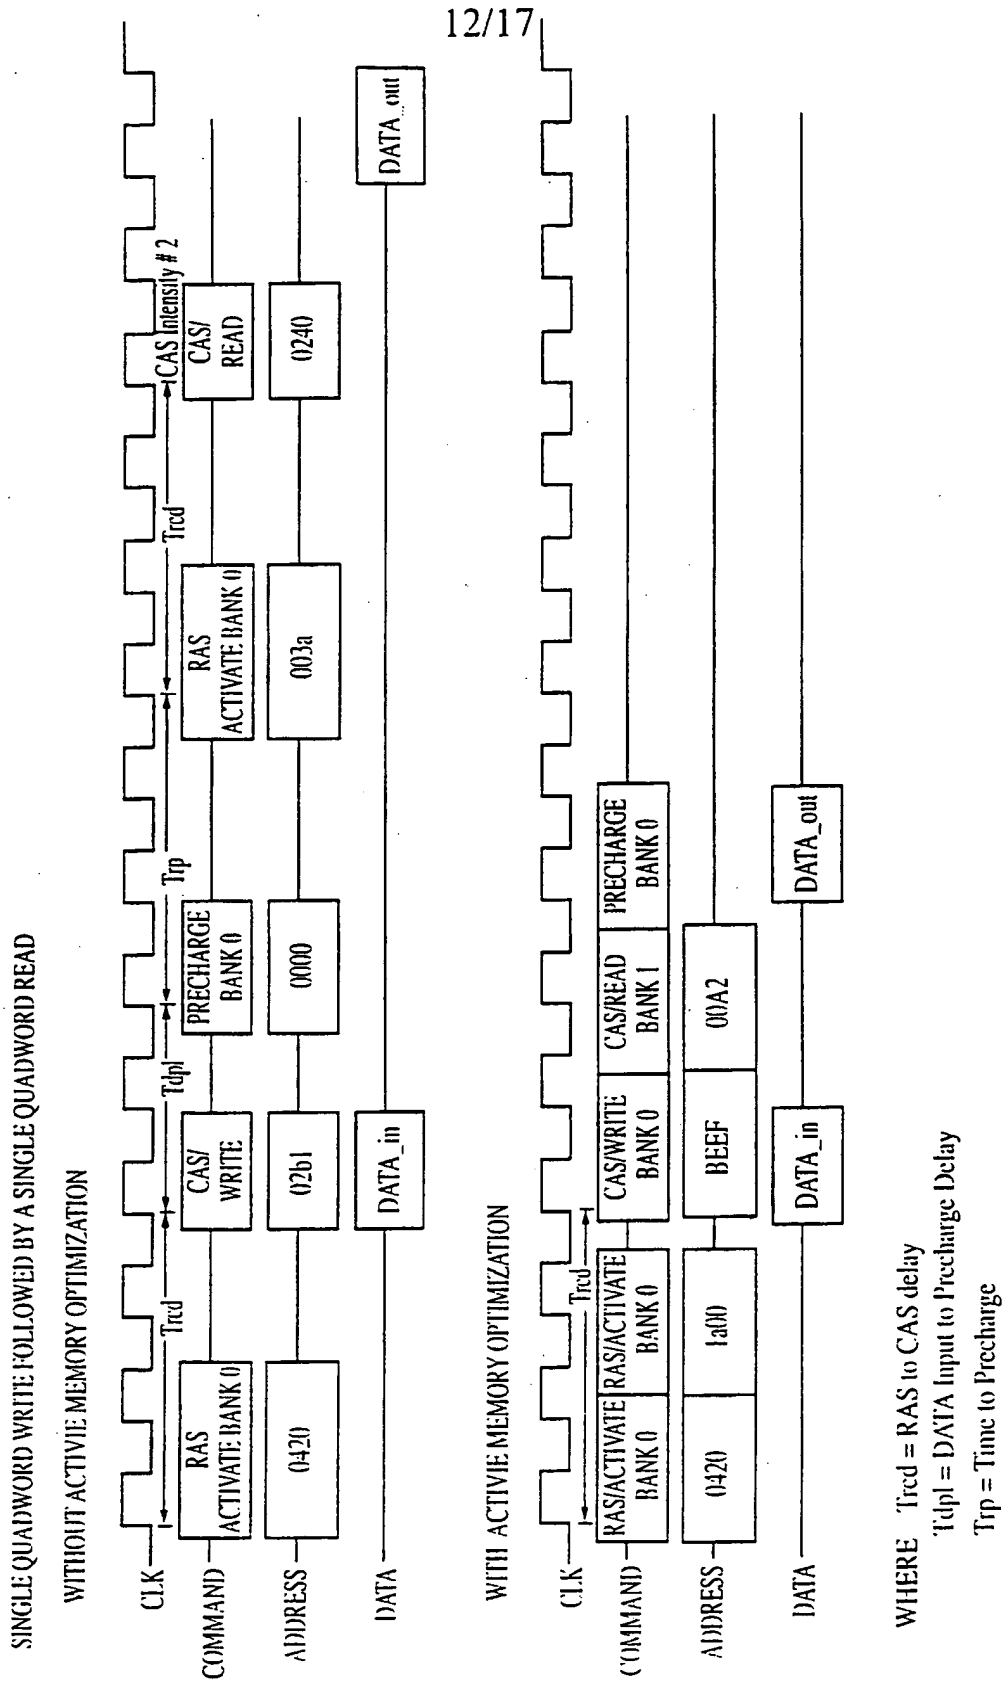 12/17
SINGLE QUADWORD WRITE FOLLOWED BY A SINGLE QUADWORD READ
WITHOUT ACTIVIE MEMORY OPTIMIZATION
CLK
Trcd
Tdpl
Trp
Trcd
CAS Intensity # 2
COMMAND
RAS
ACTIVATE BANK 0
CAS/
WRITE
PRECHARGE
BANK 0
RAS
ACTIVATE BANK 0
CAS/
READ
ADDRESS
0420
02b1
0000
003a
0240
DATA
DATA_in
DATA_out
WITH ACTIVIE MEMORY OPTIMIZATION
CLK
Trcd
COMMAND
RAS/ACTIVATE
BANK 0
RAS/ACTIVATE
BANK 0
CAS/WRITE
BANK 0
CAS/READ
BANK 1
PRECHARGE
BANK 0
ADDRESS
0420
1a00
BEEF
00A2
DATA
DATA_in
DATA_out
WHERE Trcd = RAS to CAS delay
Tdpl = DATA Input to Precharge Delay
Trp = Time to Precharge